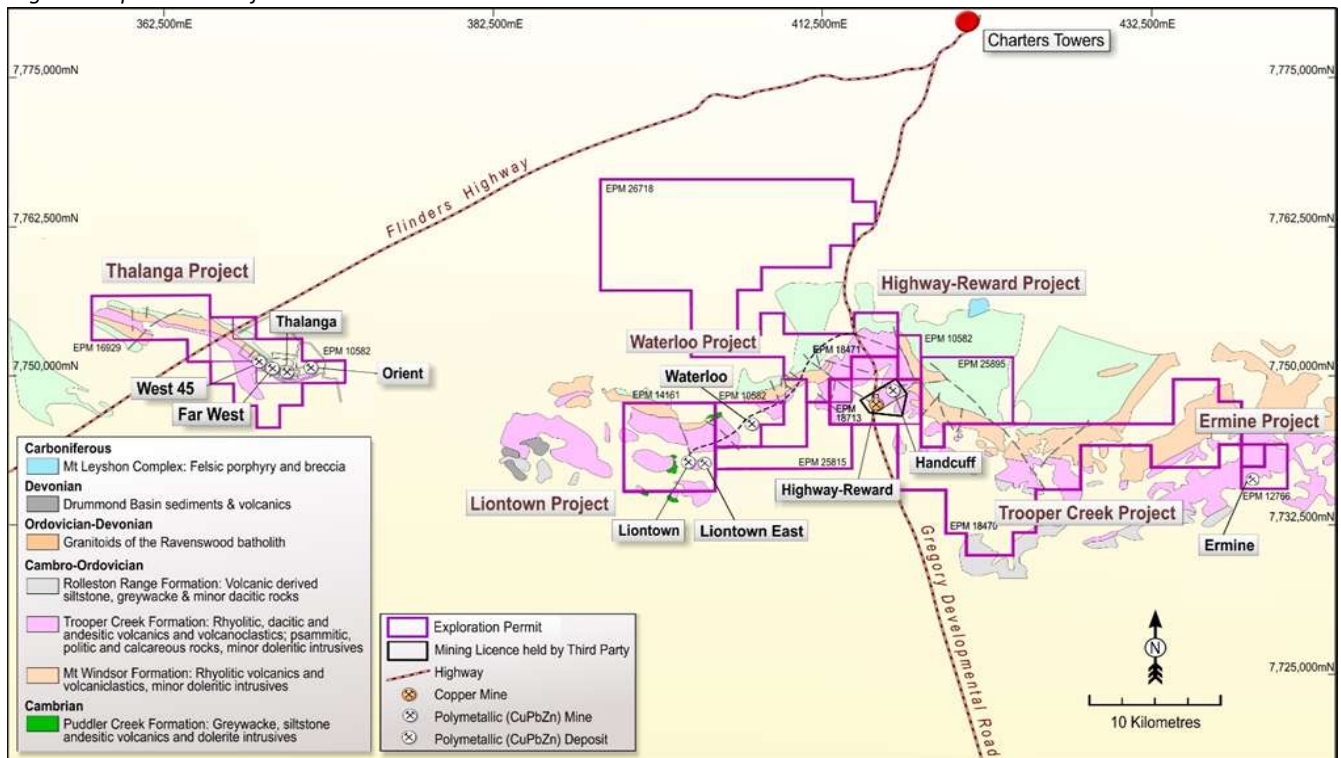 362,500mE
382,500mE
412,500mE
432,500mE
Charters Towers
7,775,000mN
7,775,000mN
Flinders Highway
EPM 26718
7,762,500mN
7,762,500mN
Thalanga Project
Highway-Reward Project
Thalanga
Waterloo Project
EPM 16929
EPM 10582
EPM 18471
EPM 10582
EPM 25895
7,750,000mN
7,750,000mN
West 45
Orient
Waterloo
Far West
EPM 14161
EPM 10582
EPM
18713
Ermine Project
Handcuff
EPM 25815
Highway-Reward
Liontown Project
Trooper Creek Project
EPM 12766
Liontown
Liontown East
EPM 18470
7,732,500mN
Ermine
Gregory Developmental Road
7,725,000mN
N
10 Kilometres
Carboniferous
Mt Leyshon Complex: Felsic porphyry and breccia
Devonian
Drummond Basin sediments & volcanics
Ordovician-Devonian
Granitoids of the Ravenswood batholith
Cambro-Ordovician
Rolleston Range Formation: Volcanic derived
siltstone, greywacke & minor dacitic rocks
Trooper Creek Formation: Rhyolitic, dacitic and
andesitic volcanics and volcanoclastics; psammitic,
politic and calcareous rocks, minor doleritic intrusives
Mt Windsor Formation: Rhyolitic volcanics and
volcaniclastics, minor doleritic intrusives
Cambrian
Puddler Creek Formation: Greywacke, siltstone
andesitic volcanics and dolerite intrusives
Exploration Permit
Mining Licence held by Third Party
Highway
Copper Mine
Polymetallic (CuPbZn) Mine
Polymetallic (CuPbZn) Deposit